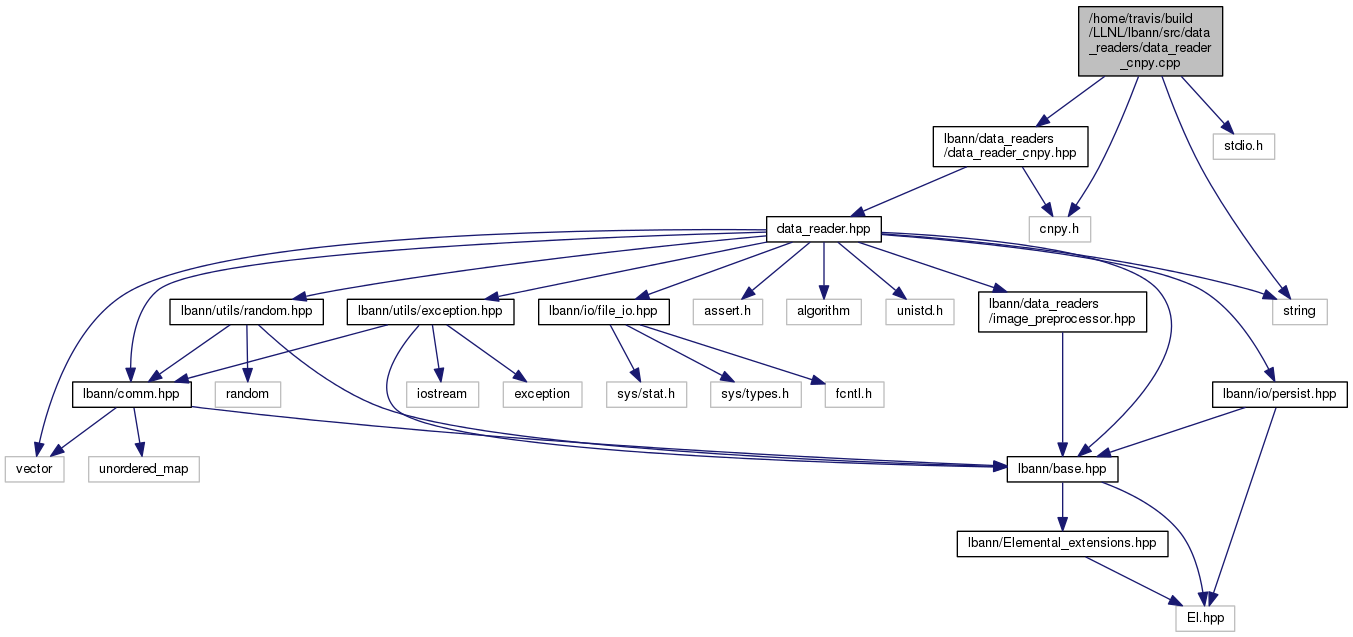 /home/travis/build
/LLNL/lbann/src/data
_readers/data_reader
_cnpy.cpp
lbann/data_readers
/data_reader_cnpy.hpp
stdio.h
data_reader.hpp
cnpy.h
lbann/utils/random.hpp
lbann/utils/exception.hpp
lbann/io/file_io.hpp
assert.h
algorithm
unistd.h
lbann/data_readers
/image_preprocessor.hpp
string
lbann/comm.hpp
random
iostream
exception
sys/stat.h
sys/types.h
fcntl.h
lbann/io/persist.hpp
vector
unordered_map
lbann/base.hpp
lbann/Elemental_extensions.hpp
El.hpp